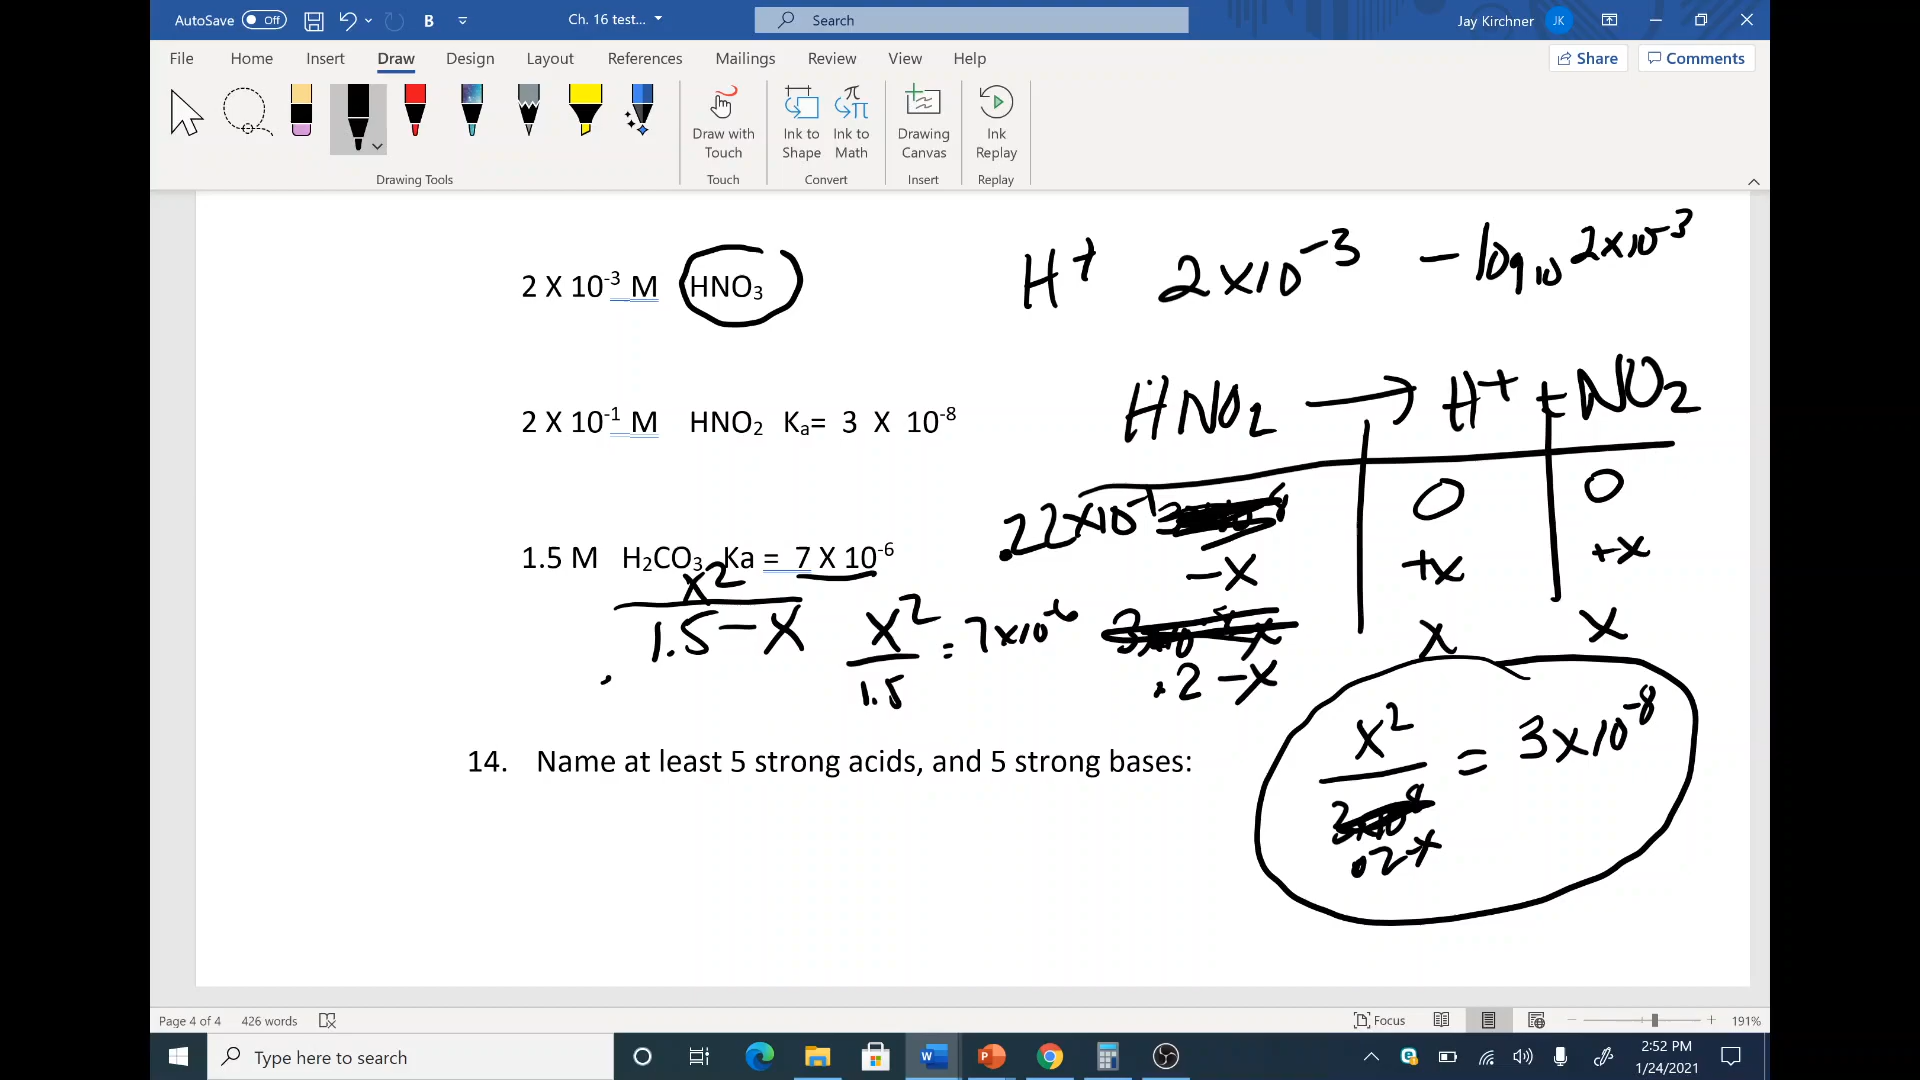 AutoSave Off B Ch. 16 test... Search Jay Kirchner JK
File Home Insert Draw Design Layout References Mailings Review View Help Share Comments
Draw with Touch Ink to Shape Ink to Math Drawing Canvas Ink Replay
Drawing Tools Touch Convert Insert Replay
2 X 10⁻³ M HNO₃ H⁺ 2x10⁻³ -log₁₀ 2x10⁻³
HNO₂ → H⁺ + NO₂
2 X 10⁻¹ M HNO₂ Kₐ= 3 X 10⁻⁸
.22x10⁻¹ 0 0
1.5 M H₂CO₃ Ka = 7 X 10⁻⁶
-x +x +x
x²
1.5-x
x²
1.5
= 7x10⁻⁶
x x
.2-x
x²
.2-x
= 3x10⁻⁸
14. Name at least 5 strong acids, and 5 strong bases:
Page 4 of 4 426 words Focus 191%
Type here to search 2:52 PM
1/24/2021